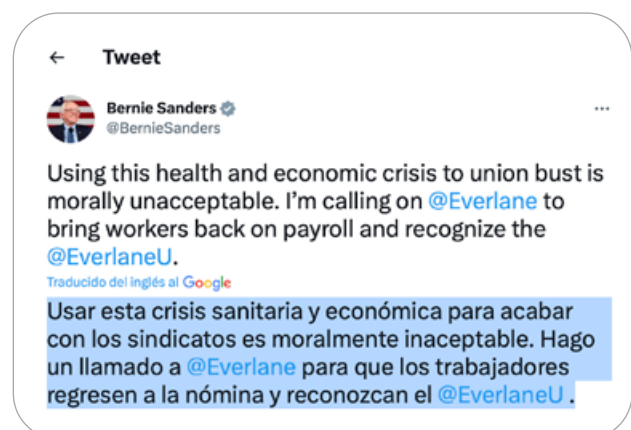 ← Tweet
Bernie Sanders
@BernieSanders
...
Using this health and economic crisis to union bust is
morally unacceptable. I'm calling on @Everlane to
bring workers back on payroll and recognize the
@EverlaneU.
Traducido del inglés al Google
Usar esta crisis sanitaria y económica para acabar
con los sindicatos es moralmente inaceptable. Hago
un llamado a @Everlane para que los trabajadores
regresen a la nómina y reconozcan el @EverlaneU .